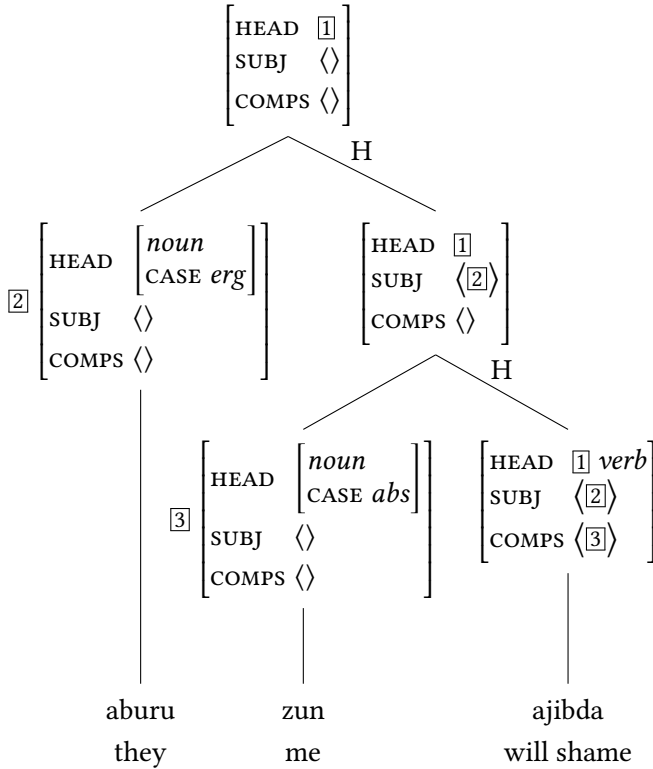 HEAD 1
SUBJ ⟨⟩
COMPS ⟨⟩
H
2 HEAD noun
CASE erg
SUBJ ⟨⟩
COMPS ⟨⟩
HEAD 1
SUBJ ⟨2⟩
COMPS ⟨⟩
H
3 HEAD noun
CASE abs
SUBJ ⟨⟩
COMPS ⟨⟩
HEAD 1 verb
SUBJ ⟨2⟩
COMPS ⟨3⟩
aburu zun ajibda
they me will shame